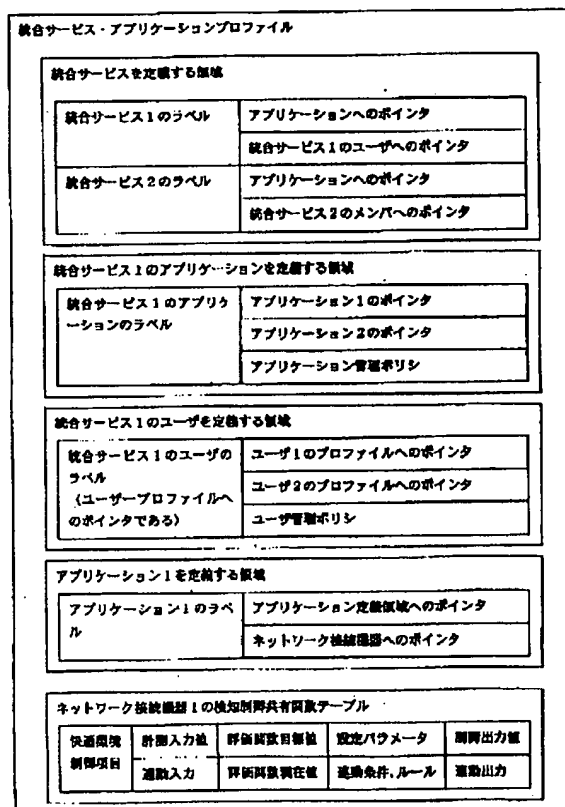 統合サービス・アプリケーションプロファイル
統合サービスを定義する領域
統合サービス1のラベル
アプリケーションへのポインタ
統合サービス1のユーザへのポインタ
統合サービス2のラベル
アプリケーションへのポインタ
統合サービス2のメンバへのポインタ
統合サービス1のアプリケーションを定義する領域
統合サービス1のアプリケ
ーションのラベル
アプリケーション1のポインタ
アプリケーション2のポインタ
アプリケーション管理ポリシ
統合サービス1のユーザを定義する領域
統合サービス1のユーザの
ラベル
(ユーザープロファイルへ
のポインタである)
ユーザ1のプロファイルへのポインタ
ユーザ2のプロファイルへのポインタ
ユーザ管理ポリシ
アプリケーション1を定義する領域
アプリケーション1のラベ
ル
アプリケーション定義領域へのポインタ
ネットワーク接続機器へのポインタ
ネットワーク接続機器1の検知制御共有関数テーブル
快適環境
制御項目
計測入力値
評価関数目標値
設定パラメータ
制御出力値
連動入力
評価関数現在値
連動条件、ルール
連動出力